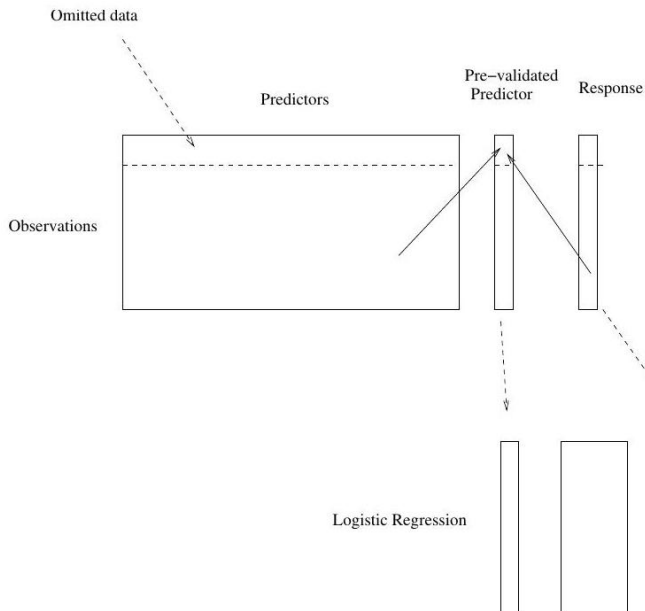 Omitted data
Predictors
Pre−validated
Predictor
Response
Observations
Logistic Regression